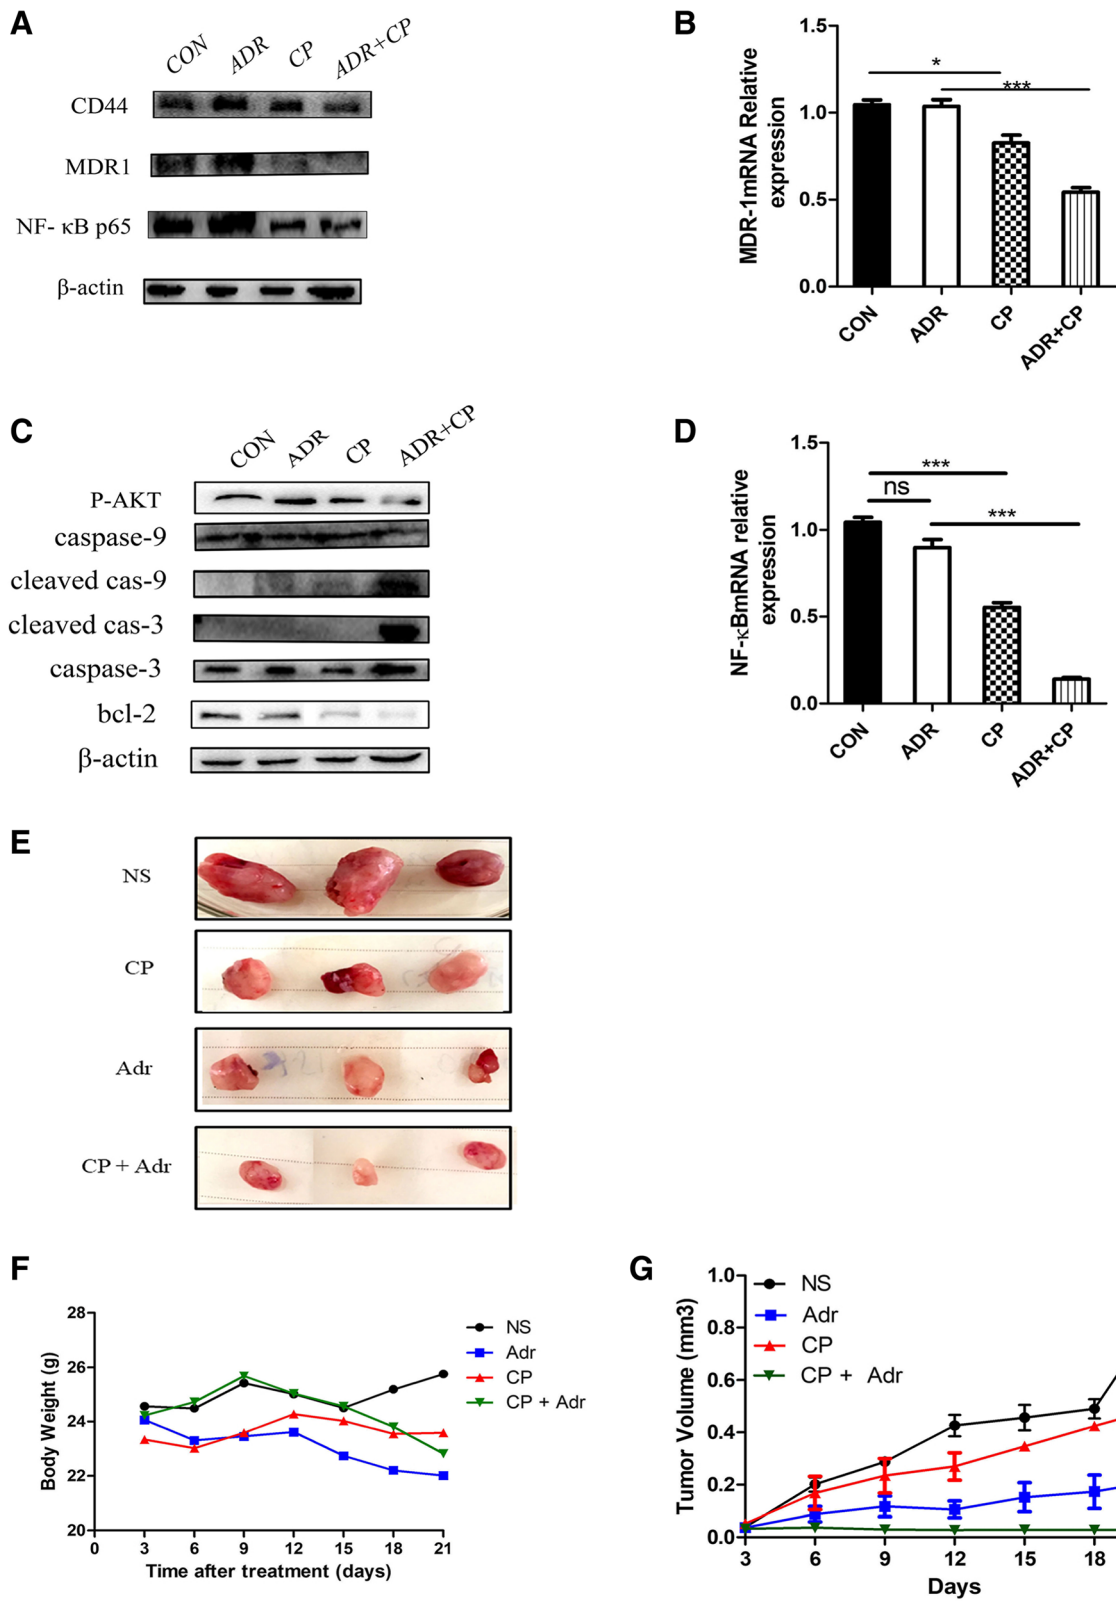 A
CON ADR CP ADR+CP
CD44
MDR1
NF- κB p65
β-actin
B
MDR-1mRNA Relative
expression
1.5
1.0
0.5
0.0
*
***
CON ADR CP ADR+CP
C
CON ADR CP ADR+CP
P-AKT
caspase-9
cleaved cas-9
cleaved cas-3
caspase-3
bcl-2
β-actin
D
NF-κBmRNA relative
expression
1.5
1.0
0.5
0.0
***
ns
***
CON ADR CP ADR+CP
E
NS
CP
Adr
CP + Adr
F
Body Weight (g)
28
26
24
22
20
0 3 6 9 12 15 18 21
Time after treatment (days)
NS
Adr
CP
CP + Adr
G
Tumor Volume (mm3)
1.0
0.8
0.6
0.4
0.2
0.0
3 6 9 12 15 18
Days
NS
Adr
CP
CP + Adr